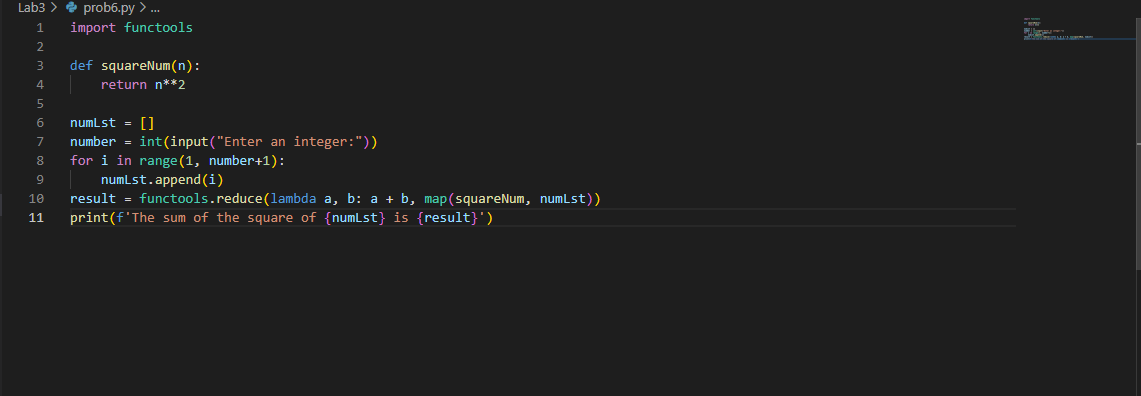 Lab3 > prob6.py > ...
1 import functools
2
3 def squareNum(n):
4     return n**2
5
6 numLst = []
7 number = int(input("Enter an integer:"))
8 for i in range(1, number+1):
9     numLst.append(i)
10 result = functools.reduce(lambda a, b: a + b, map(squareNum, numLst))
11 print(f'The sum of the square of {numLst} is {result}')